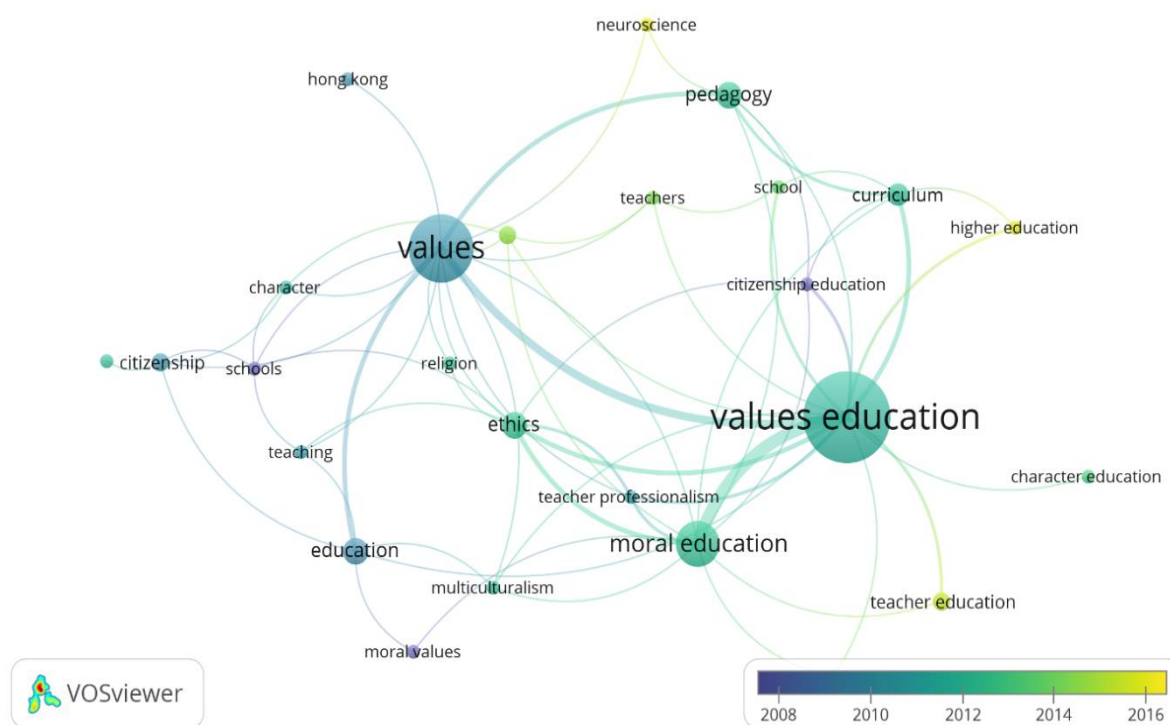 neuroscience
hong kong
pedagogy
teachers
school
curriculum
higher education
values
character
citizenship education
citizenship
schools
religion
values education
ethics
teaching
character education
teacher professionalism
education
moral education
multiculturalism
teacher education
moral values
VOSviewer
2008 2010 2012 2014 2016